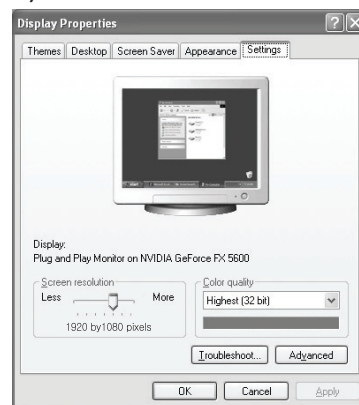 Display Properties
Themes Desktop Screen Saver Appearance Settings
Display:
Plug and Play Monitor on NVIDIA GeForce FX 5600
Screen resolution
Less More
1920 by1080 pixels
Color quality
Highest (32 bit)
Troubleshoot... Advanced
OK Cancel Apply